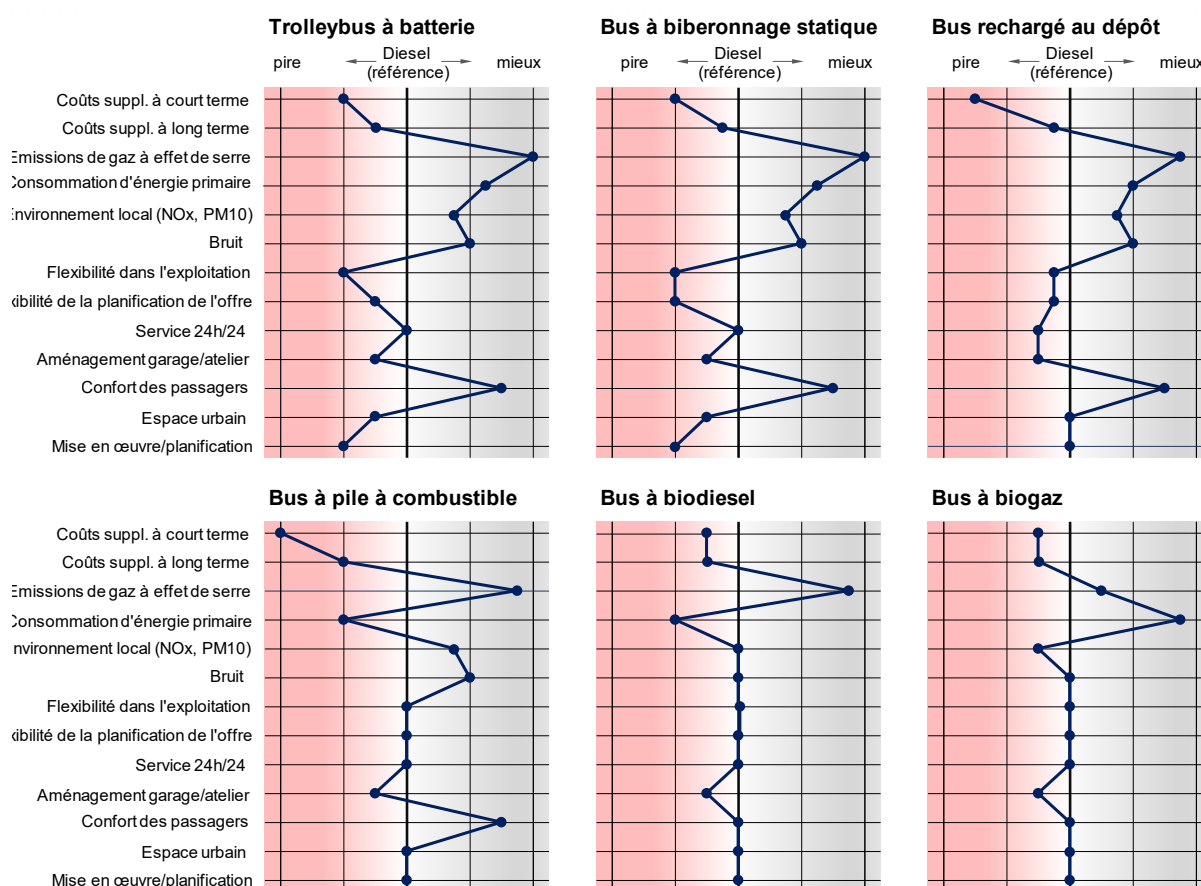 Trolleybus à batterie
Bus à biberonnage statique
Bus rechargé au dépôt
pire
Diesel
(référence)
mieux
pire
Diesel
(référence)
mieux
pire
Diesel
(référence)
mieux
Coûts suppl. à court terme
Coûts suppl. à long terme
Emissions de gaz à effet de serre
Consommation d'énergie primaire
Environnement local (NOx, PM10)
Bruit
Flexibilité dans l'exploitation
xibilité de la planification de l'offre
Service 24h/24
Aménagement garage/atelier
Confort des passagers
Espace urbain
Mise en œuvre/planification
Bus à pile à combustible
Bus à biodiesel
Bus à biogaz
Coûts suppl. à court terme
Coûts suppl. à long terme
Emissions de gaz à effet de serre
Consommation d'énergie primaire
nvironnement local (NOx, PM10)
Bruit
Flexibilité dans l'exploitation
xibilité de la planification de l'offre
Service 24h/24
Aménagement garage/atelier
Confort des passagers
Espace urbain
Mise en œuvre/planification